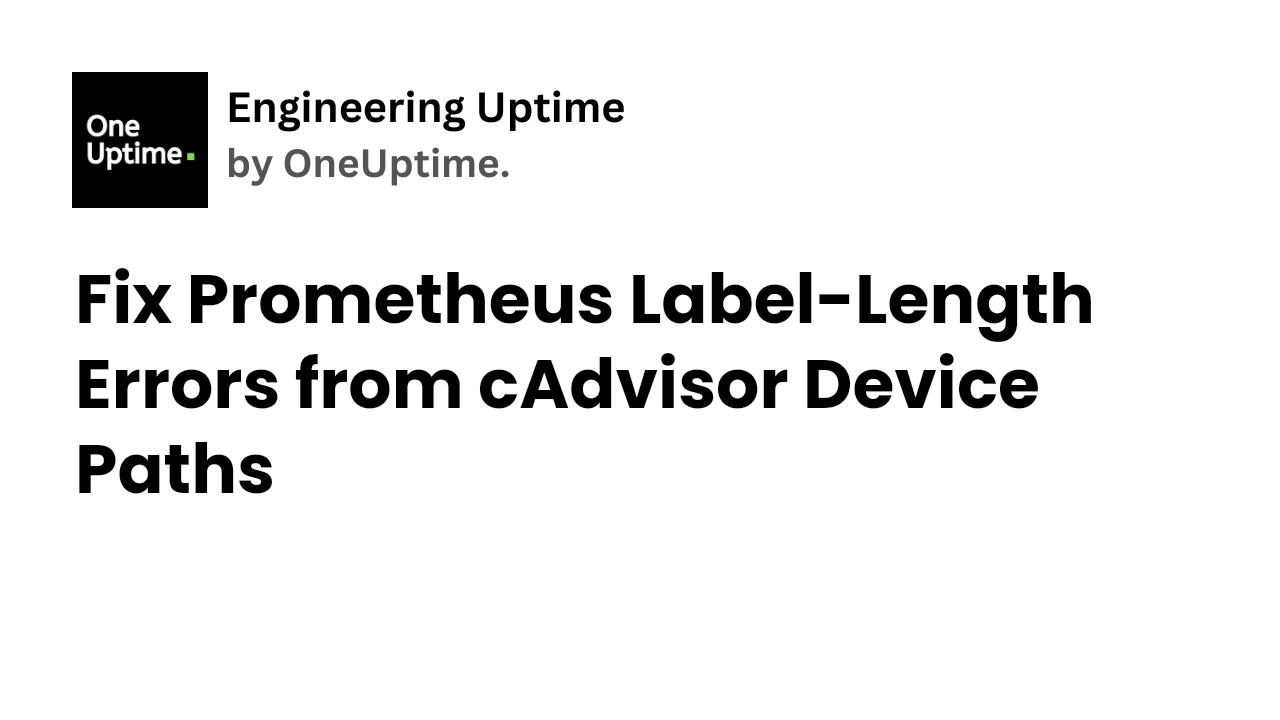 One
Uptime
Engineering Uptime
by OneUptime.
Fix Prometheus Label-Length
Errors from cAdvisor Device
Paths